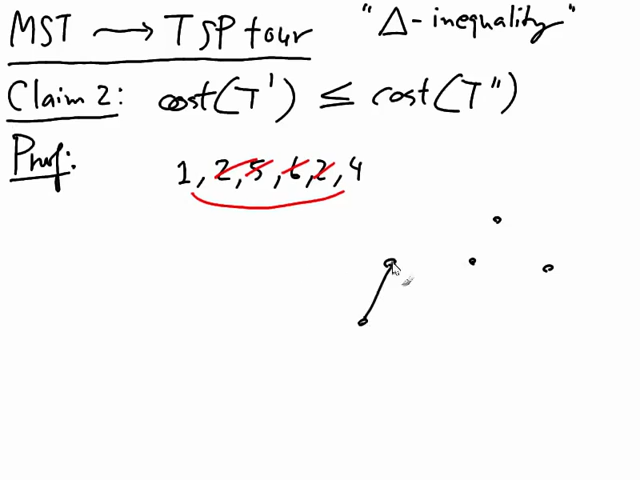 MST → TSP tour "Δ-inequality"
Claim 2: cost(T') ≤ cost(T")
Proof:
1, 2, 5, 6, 2, 4